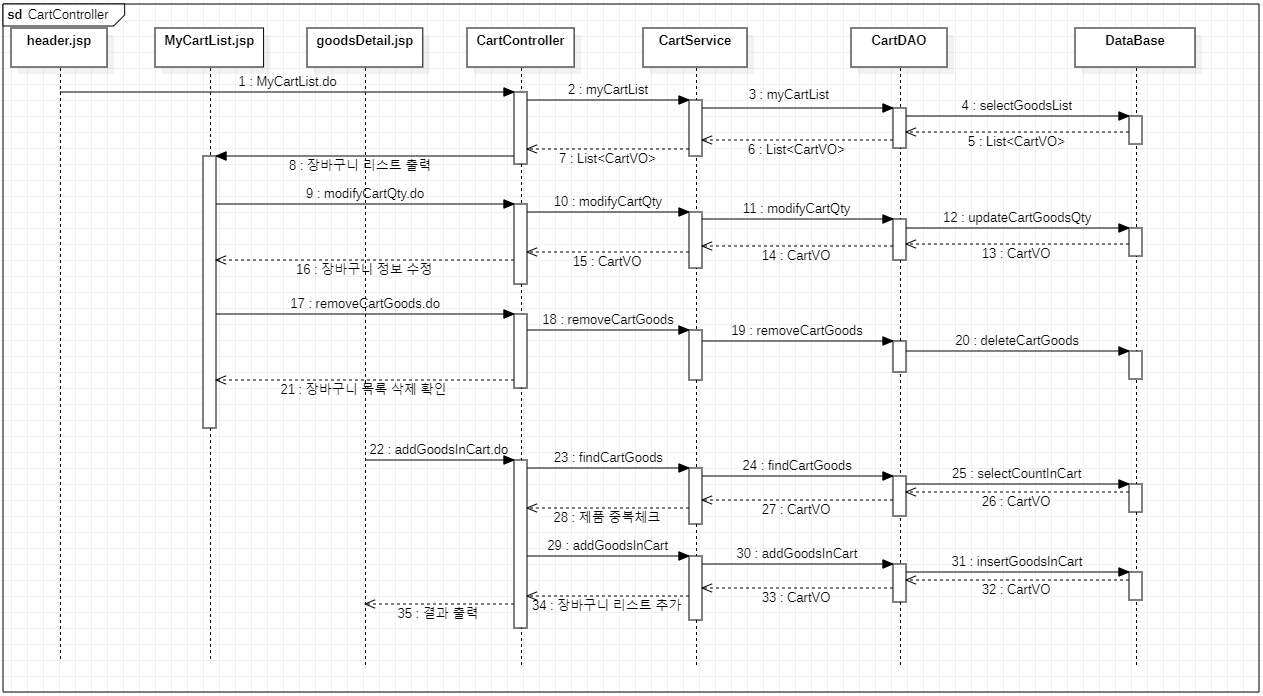 sd CartController
header.jsp
MyCartList.jsp
goodsDetail.jsp
CartController
CartService
CartDAO
DataBase
1 : MyCartList.do
2 : myCartList
3 : myCartList
4 : selectGoodsList
5 : List<CartVO>
6 : List<CartVO>
7 : List<CartVO>
8 : 장바구니 리스트 출력
9 : modifyCartQty.do
10 : modifyCartQty
11 : modifyCartQty
12 : updateCartGoodsQty
13 : CartVO
14 : CartVO
15 : CartVO
16 : 장바구니 정보 수정
17 : removeCartGoods.do
18 : removeCartGoods
19 : removeCartGoods
20 : deleteCartGoods
21 : 장바구니 목록 삭제 확인
22 : addGoodsInCart.do
23 : findCartGoods
24 : findCartGoods
25 : selectCountInCart
26 : CartVO
27 : CartVO
28 : 제품 중복체크
29 : addGoodsInCart
30 : addGoodsInCart
31 : insertGoodsInCart
32 : CartVO
33 : CartVO
34 : 장바구니 리스트 추가
35 : 결과 출력